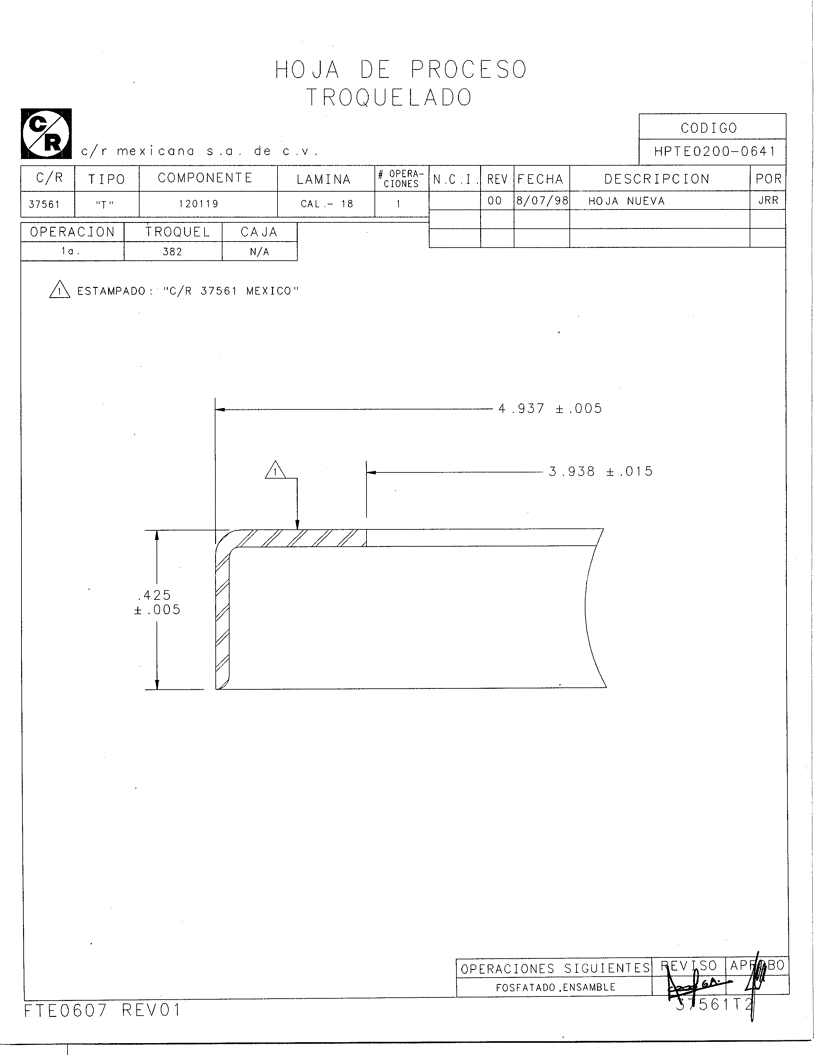 HOJA DE PROCESO
TROQUELADO
C/R
c/r mexicana s.a. de c.v.
CODIGO
HPTE0200-0641
C/R TIPO COMPONENTE LAMINA # OPERA-CIONES N.C.I. REV FECHA DESCRIPCION POR
37561 "T" 120119 CAL.- 18 1 00 8/07/98 HOJA NUEVA JRR
OPERACION TROQUEL CAJA
1a. 382 N/A
1 ESTAMPADO: "C/R 37561 MEXICO"
4.937 ±.005
1
3.938 ±.015
.425
±.005
OPERACIONES SIGUIENTES REVISO APROBO
FOSFATADO,ENSAMBLE
37561T2
FTE0607 REV01